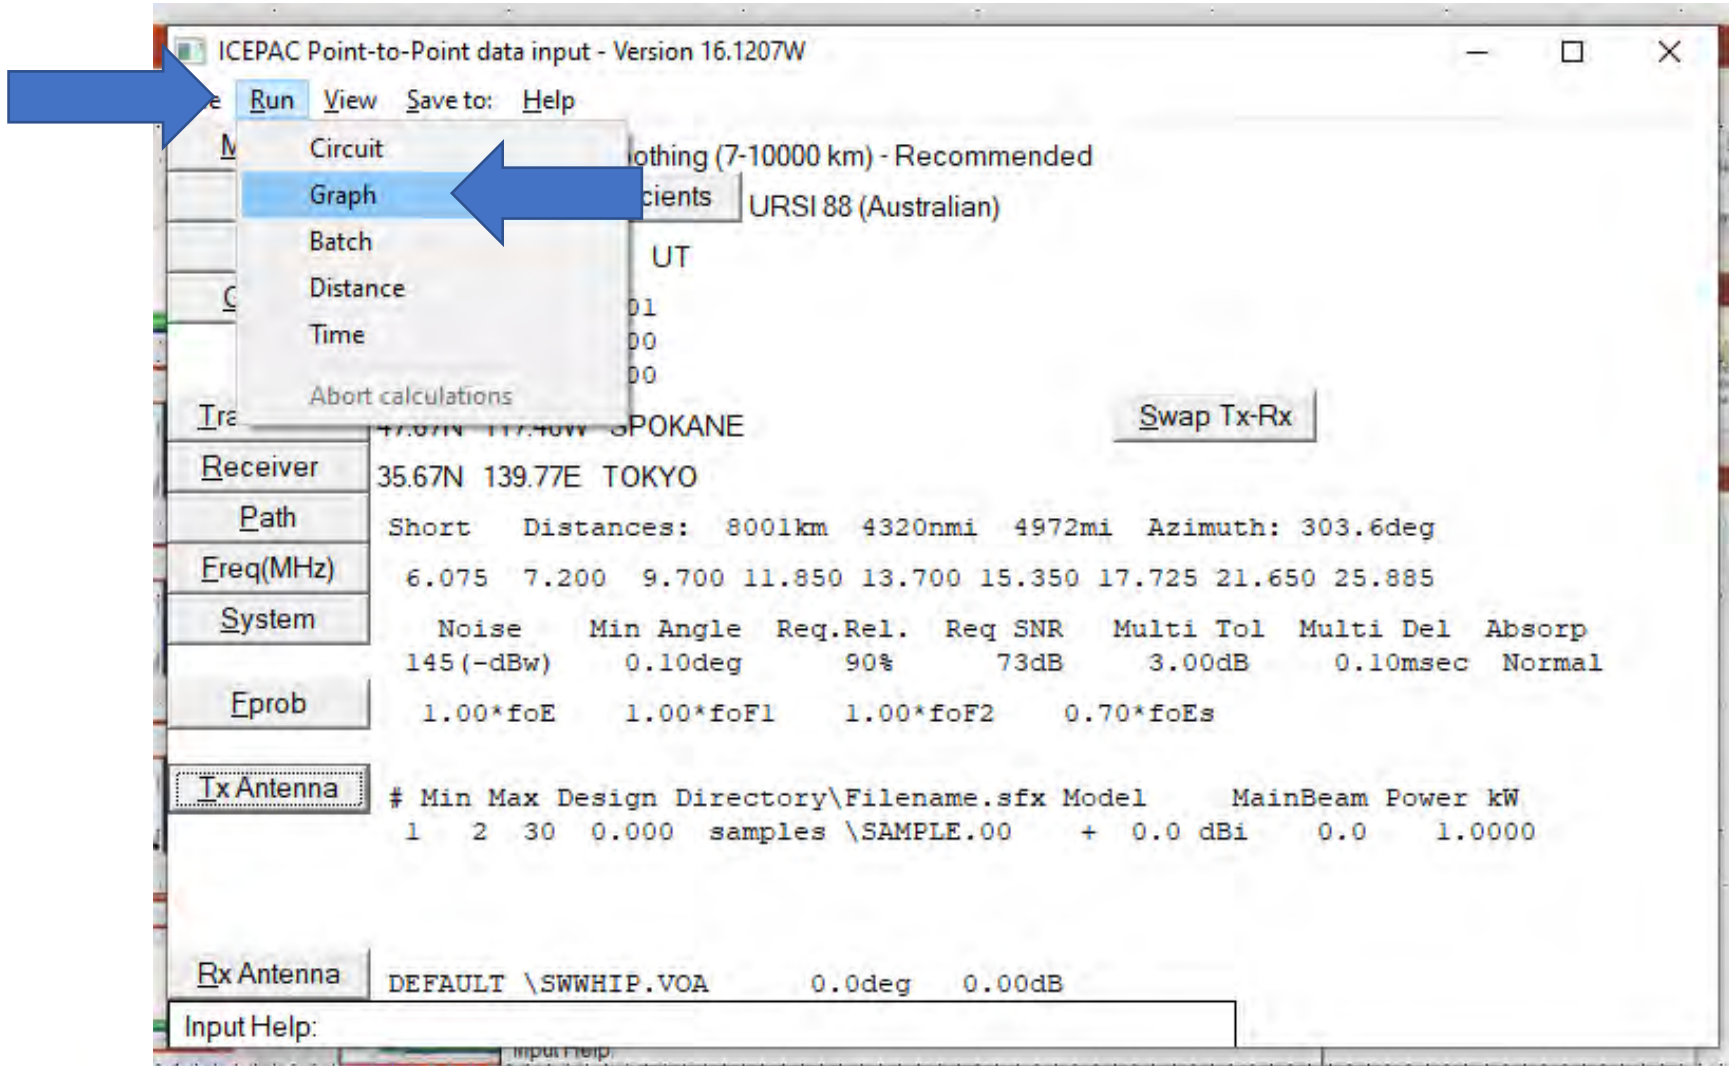 ICEPAC Point-to-Point data input - Version 16.1207W
Run View Save to: Help
Circuit
othing (7-10000 km) - Recommended
Graph
cients URSI 88 (Australian)
Batch
UT
Distance
01
Time
00
00
Abort calculations
Swap Tx-Rx
Tra SPOKANE
Receiver 35.67N 139.77E TOKYO
Path Short Distances: 8001km 4320nmi 4972mi Azimuth: 303.6deg
Freq(MHz) 6.075 7.200 9.700 11.850 13.700 15.350 17.725 21.650 25.885
System Noise Min Angle Req.Rel. Req SNR Multi Tol Multi Del Absorp
145(-dBw) 0.10deg 90% 73dB 3.00dB 0.10msec Normal
Fprob 1.00*foE 1.00*foF1 1.00*foF2 0.70*foEs
Tx Antenna # Min Max Design Directory\Filename.sfx Model MainBeam Power kW
1 2 30 0.000 samples \SAMPLE.00 + 0.0 dBi 0.0 1.0000
Rx Antenna DEFAULT \SWWHIP.VOA 0.0deg 0.00dB
Input Help: